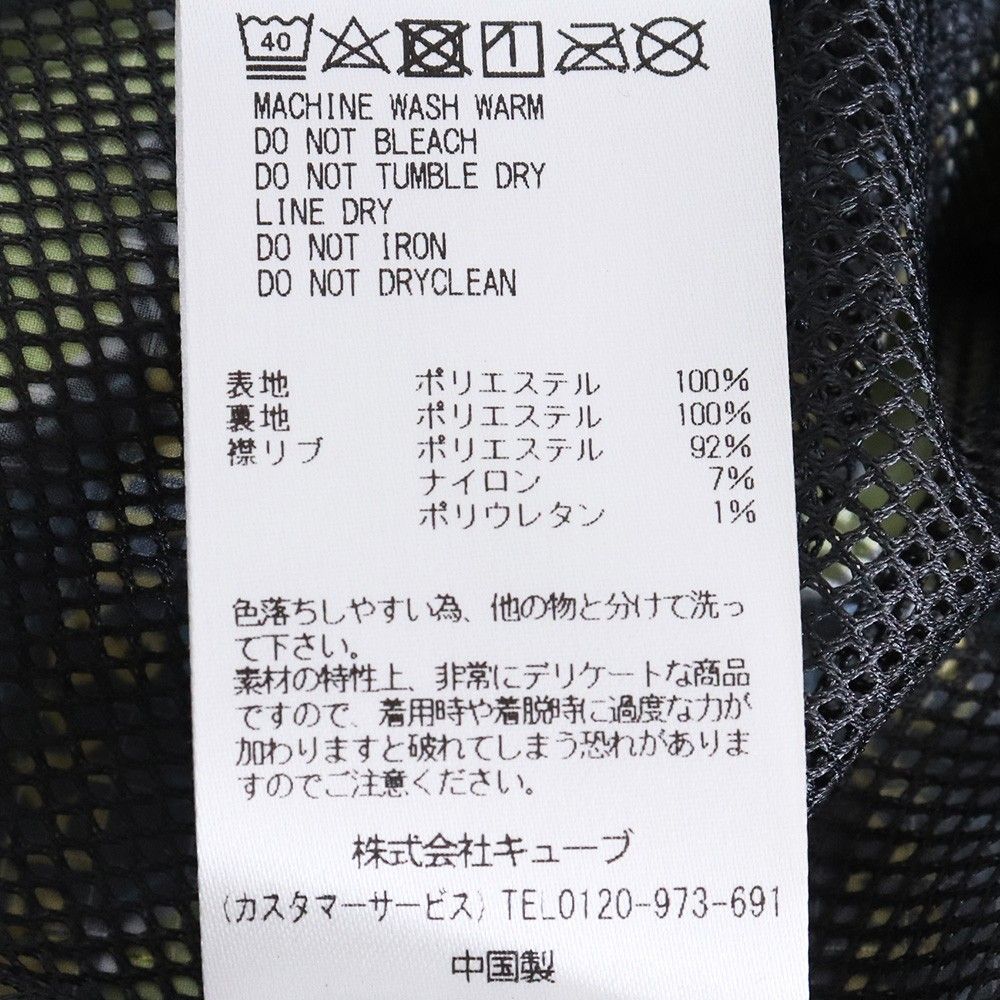 40
MACHINE WASH WARM
DO NOT BLEACH
DO NOT TUMBLE DRY
LINE DRY
DO NOT IRON
DO NOT DRYCLEAN
表地 ポリエステル 100%
裏地 ポリエステル 100%
襟リブ ポリエステル 92%
ナイロン 7%
ポリウレタン 1%
色落ちしやすい為、他の物と分けて洗っ
て下さい。
素材の特性上、非常にデリケートな商品
ですので、着用時や着脱時に過度な力が
加わりますと破れてしまう恐れがありま
すのでご注意ください。
株式会社キューブ
(カスタマーサービス) TEL0120-973-691
中国製